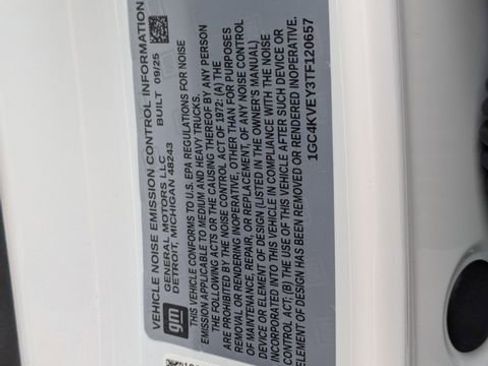 VEHICLE NOISE EMISSION CONTROL INFORMATION
gm
GENERAL MOTORS LLC
DETROIT, MICHIGAN 48243
BUILT 09/25
THIS VEHICLE CONFORMS TO U.S. EPA REGULATIONS FOR NOISE
EMISSION APPLICABLE TO MEDIUM AND HEAVY TRUCKS.
THE FOLLOWING ACTS OR THE CAUSING THEREOF BY ANY PERSON
ARE PROHIBITED BY THE NOISE CONTROL ACT OF 1972: (A) THE
REMOVAL OR RENDERING INOPERATIVE, OTHER THAN FOR PURPOSES
OF MAINTENANCE, REPAIR, OR REPLACEMENT, OF ANY NOISE CONTROL
DEVICE OR ELEMENT OF DESIGN (LISTED IN THE OWNER'S MANUAL)
INCORPORATED INTO THIS VEHICLE IN COMPLIANCE WITH THE NOISE
CONTROL ACT; (B) THE USE OF THIS VEHICLE AFTER SUCH DEVICE OR
ELEMENT OF DESIGN HAS BEEN REMOVED OR RENDERED INOPERATIVE.
1GC4KVEY3TF120657